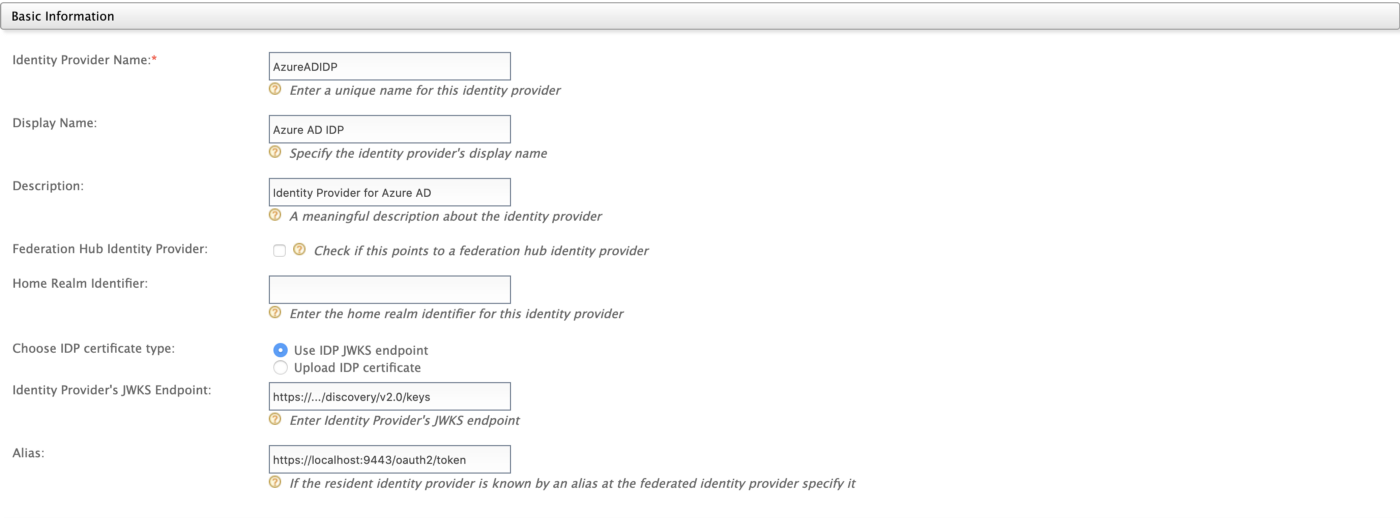 Basic Information
Identity Provider Name:*
AzureADIDP
Enter a unique name for this identity provider
Display Name:
Azure AD IDP
Specify the identity provider's display name
Description:
Identity Provider for Azure AD
A meaningful description about the identity provider
Federation Hub Identity Provider:
Check if this points to a federation hub identity provider
Home Realm Identifier:
Enter the home realm identifier for this identity provider
Choose IDP certificate type:
Use IDP JWKS endpoint
Upload IDP certificate
Identity Provider's JWKS Endpoint:
https://.../discovery/v2.0/keys
Enter Identity Provider's JWKS endpoint
Alias:
https://localhost:9443/oauth2/token
If the resident identity provider is known by an alias at the federated identity provider specify it